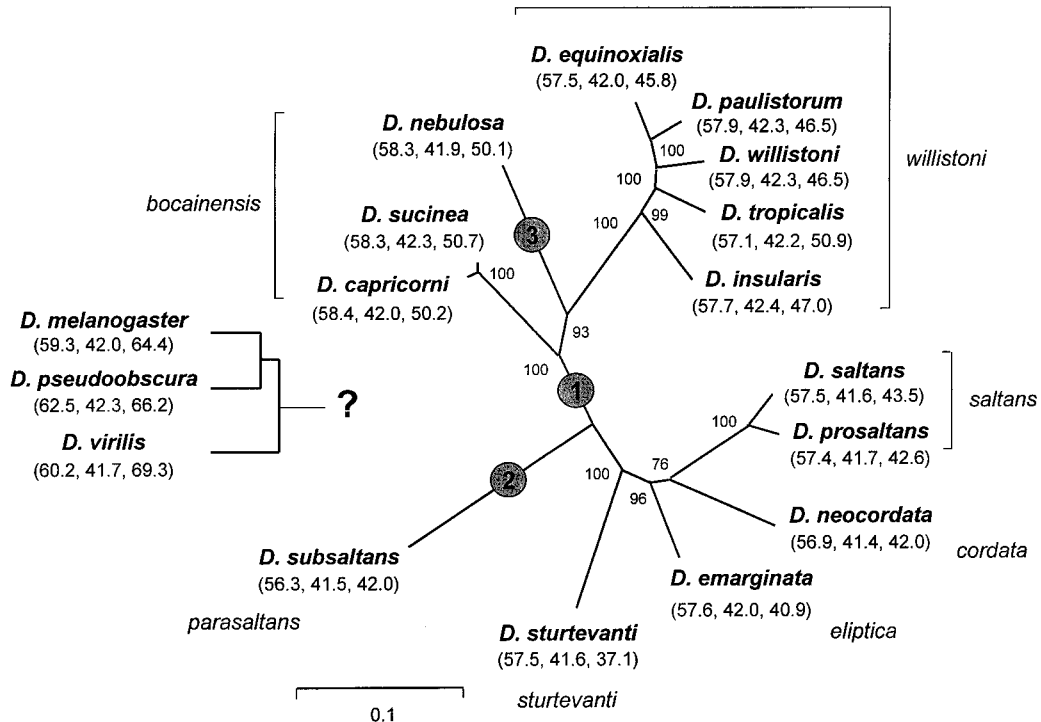 D. equinoxialis
(57.5, 42.0, 45.8)
D. paulistorum
(57.9, 42.3, 46.5)
D. nebulosa
(58.3, 41.9, 50.1)
100
D. willistoni
(57.9, 42.3, 46.5)
willistoni
bocainensis
100
D. tropicalis
(57.1, 42.2, 50.9)
D. sucinea
(58.3, 42.3, 50.7)
3
100
99
100
D. capricorni
(58.4, 42.0, 50.2)
D. insularis
(57.7, 42.4, 47.0)
D. melanogaster
(59.3, 42.0, 64.4)
93
100
D. pseudoobscura
(62.5, 42.3, 66.2)
?
1
D. saltans
(57.5, 41.6, 43.5)
saltans
D. virilis
(60.2, 41.7, 69.3)
100
D. prosaltans
(57.4, 41.7, 42.6)
2
100
76
96
D. neocordata
(56.9, 41.4, 42.0)
cordata
D. subsaltans
(56.3, 41.5, 42.0)
parasaltans
D. emarginata
(57.6, 42.0, 40.9)
eliptica
D. sturtevanti
(57.5, 41.6, 37.1)
sturtevanti
0.1